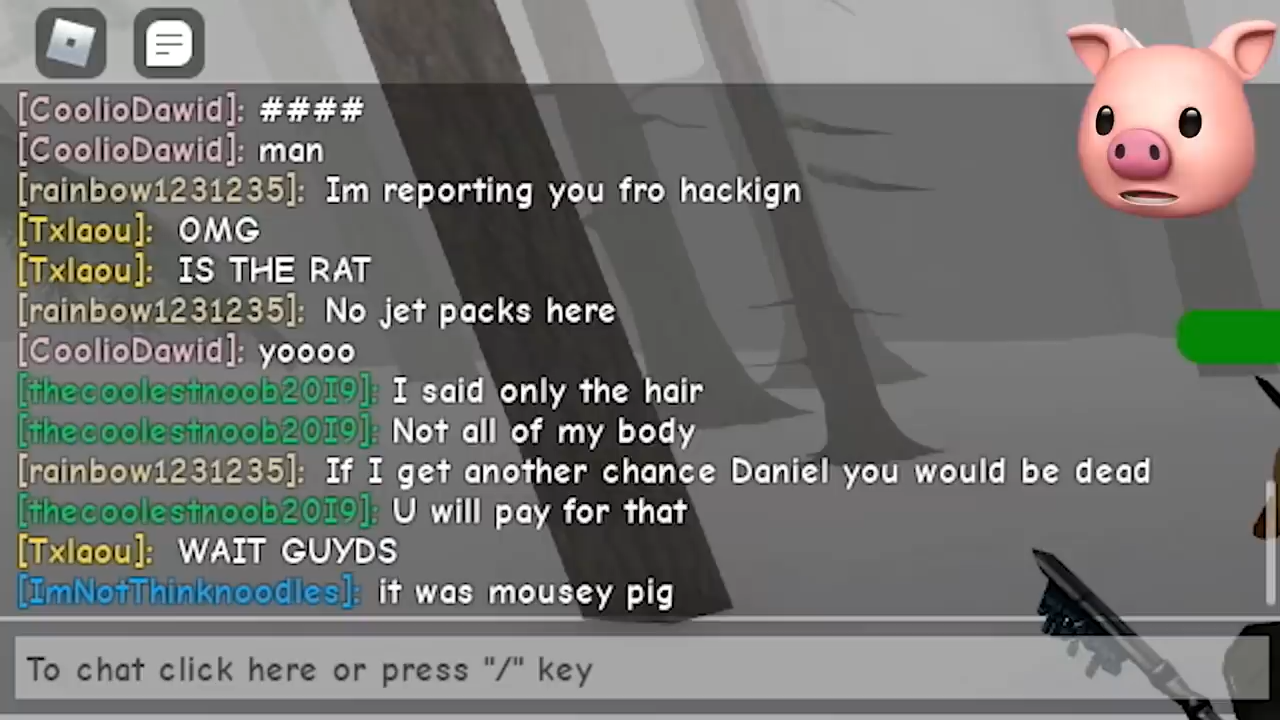 [CoolioDawid]: ####
[CoolioDawid]: man
[rainbow1231235]: Im reporting you fro hackign
[Txlaou]: OMG
[Txlaou]: IS THE RAT
[rainbow1231235]: No jet packs here
[CoolioDawid]: yoooo
[thecoolestnoob20I9]: I said only the hair
[thecoolestnoob20I9]: Not all of my body
[rainbow1231235]: If I get another chance Daniel you would be dead
[thecoolestnoob20I9]: U will pay for that
[Txlaou]: WAIT GUYDS
[ImNotThinknoodles]: it was mousey pig
To chat click here or press "/" key